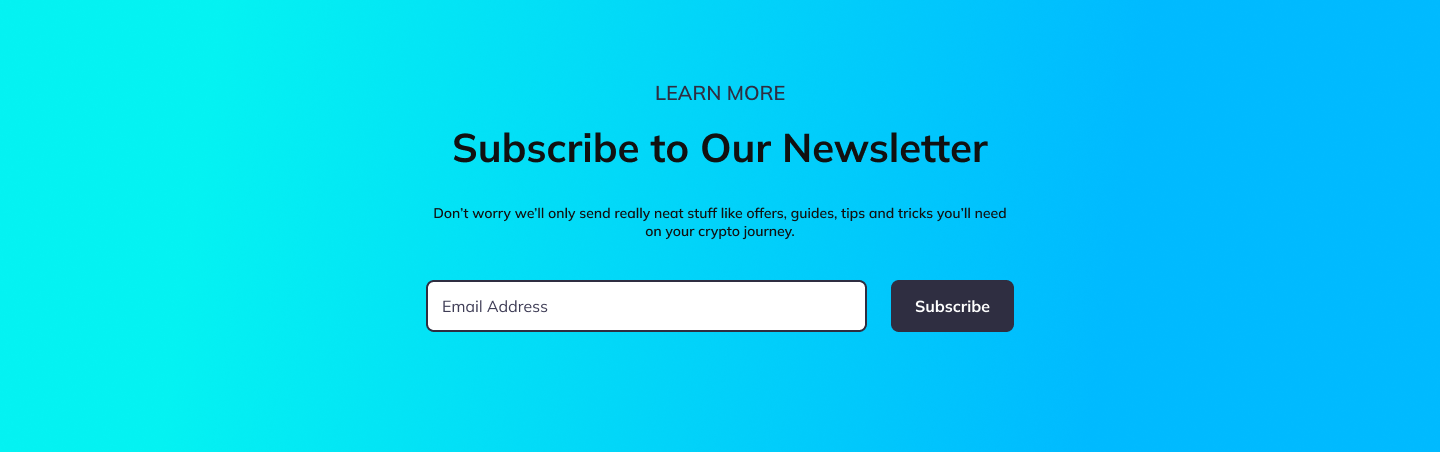 LEARN MORE
Subscribe to Our Newsletter
Don’t worry we’ll only send really neat stuff like offers, guides, tips and tricks you’ll need
on your crypto journey.
Email Address
Subscribe